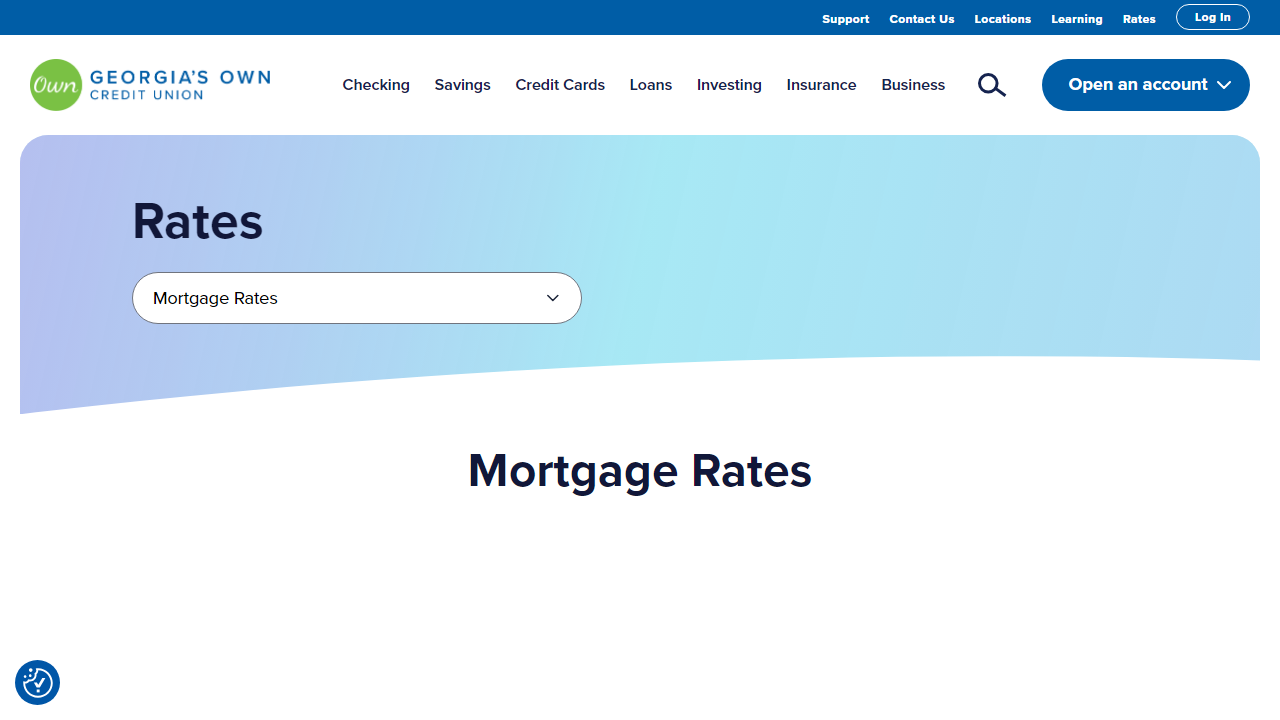 Support Contact Us Locations Learning Rates Log In
Own GEORGIA'S OWN
CREDIT UNION
Checking Savings Credit Cards Loans Investing Insurance Business Open an account
Rates
Mortgage Rates
Mortgage Rates